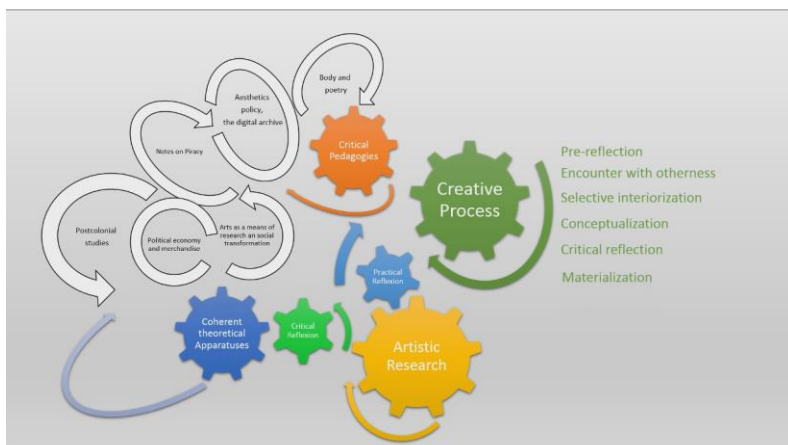 Body and
poetry
Aesthetics
policy,
the digital archive
Notes on Piracy
Critical
Pedagogies
Creative
Process
Pre-reflection
Encounter with otherness
Selective interiorization
Conceptualization
Critical reflection
Materialization
Postcolonial
studies
Political economy
and merchandise
Arts as a means of
research an social
transformation
Practical
Reflexion
Coherent
theoretical
Apparatuses
Critical
Reflexion
Artistic
Research